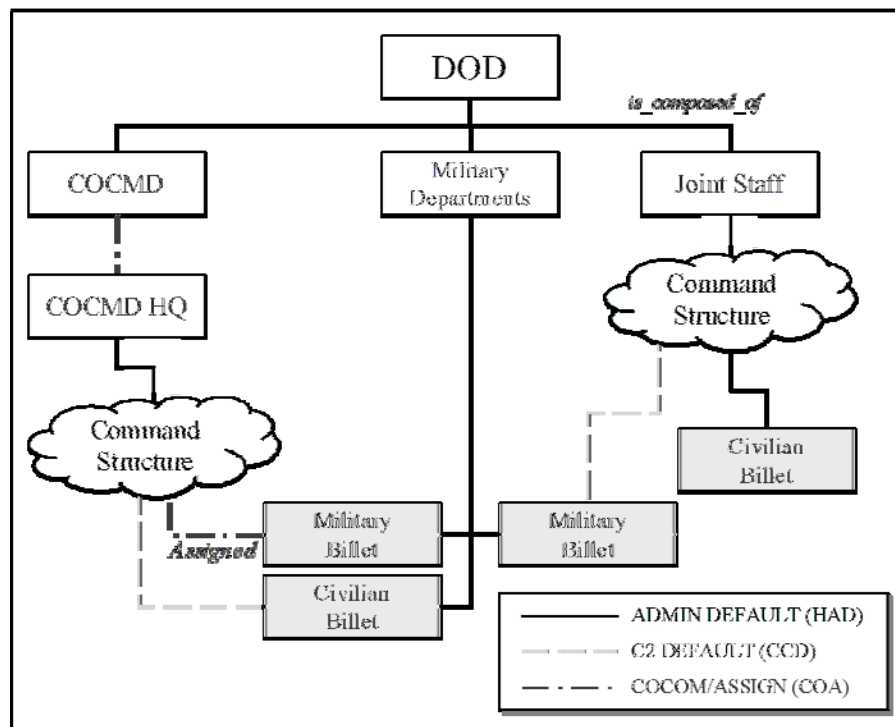 DOD
is_composed_of
COCMD
Military
Departments
Joint Staff
COCMD HQ
Command
Structure
Command
Structure
Civilian
Billet
Military
Billet
Military
Billet
Assigned
Civilian
Billet
ADMIN DEFAULT (HAD)
C2 DEFAULT (CCD)
COCOM/ASSIGN (COA)